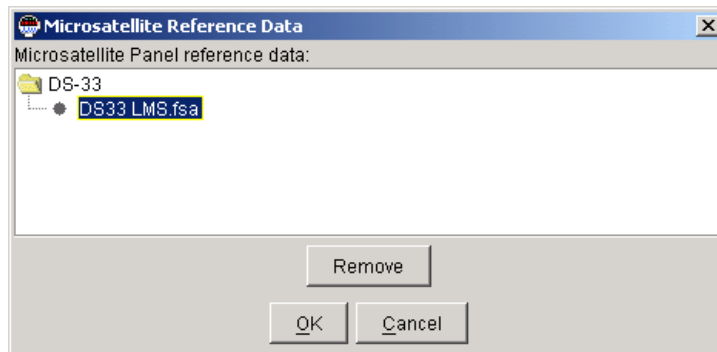 Microsatellite Reference Data
Microsatellite Panel reference data:
DS-33
DS33 LMS.fsa
Remove
OK Cancel